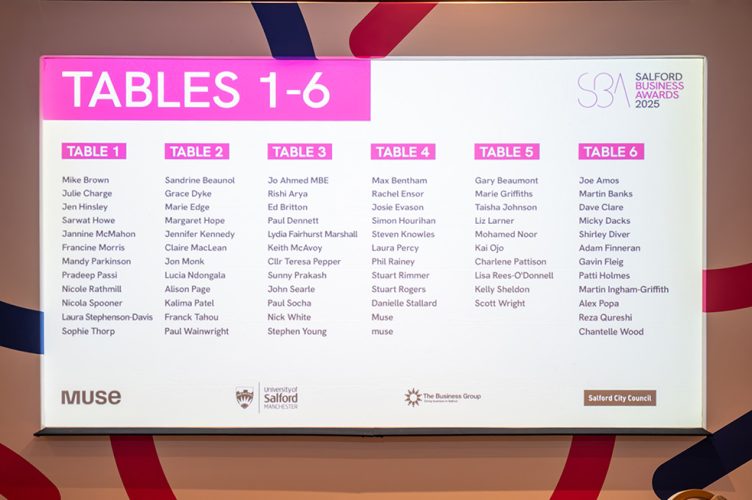 TABLES 1-6
SALFORD
BUSINESS
AWARDS
2025
TABLE 1
Mike Brown
Julie Charge
Jen Hinsley
Sarwat Howe
Jannine McMahon
Francine Morris
Mandy Parkinson
Pradeep Passi
Nicole Rathmill
Nicola Spooner
Laura Stephenson-Davis
Sophie Thorp
TABLE 2
Sandrine Beaunol
Grace Dyke
Marie Edge
Margaret Hope
Jennifer Kennedy
Claire MacLean
Jon Monk
Lucia Ndongala
Alison Page
Kalima Patel
Franck Tahou
Paul Wainwright
TABLE 3
Jo Ahmed MBE
Rishi Arya
Ed Britton
Paul Dennett
Lydia Fairhurst Marshall
Keith McAvoy
Cllr Teresa Pepper
Sunny Prakash
John Searle
Paul Socha
Nick White
Stephen Young
TABLE 4
Max Bentham
Rachel Ensor
Josie Evason
Simon Hourihan
Steven Knowles
Laura Percy
Phil Rainey
Stuart Rimmer
Stuart Rogers
Danielle Stallard
Muse
muse
TABLE 5
Gary Beaumont
Marie Griffiths
Taisha Johnson
Liz Larner
Mohamed Noor
Kai Ojo
Charlene Pattison
Lisa Rees-O'Donnell
Kelly Sheldon
Scott Wright
TABLE 6
Joe Amos
Martin Banks
Dave Clare
Micky Dacks
Shirley Diver
Adam Finneran
Gavin Fleig
Patti Holmes
Martin Ingham-Griffith
Alex Popa
Reza Qureshi
Chantelle Wood
MUSE
University of
Salford
MANCHESTER
The Business Group
Salford City Council